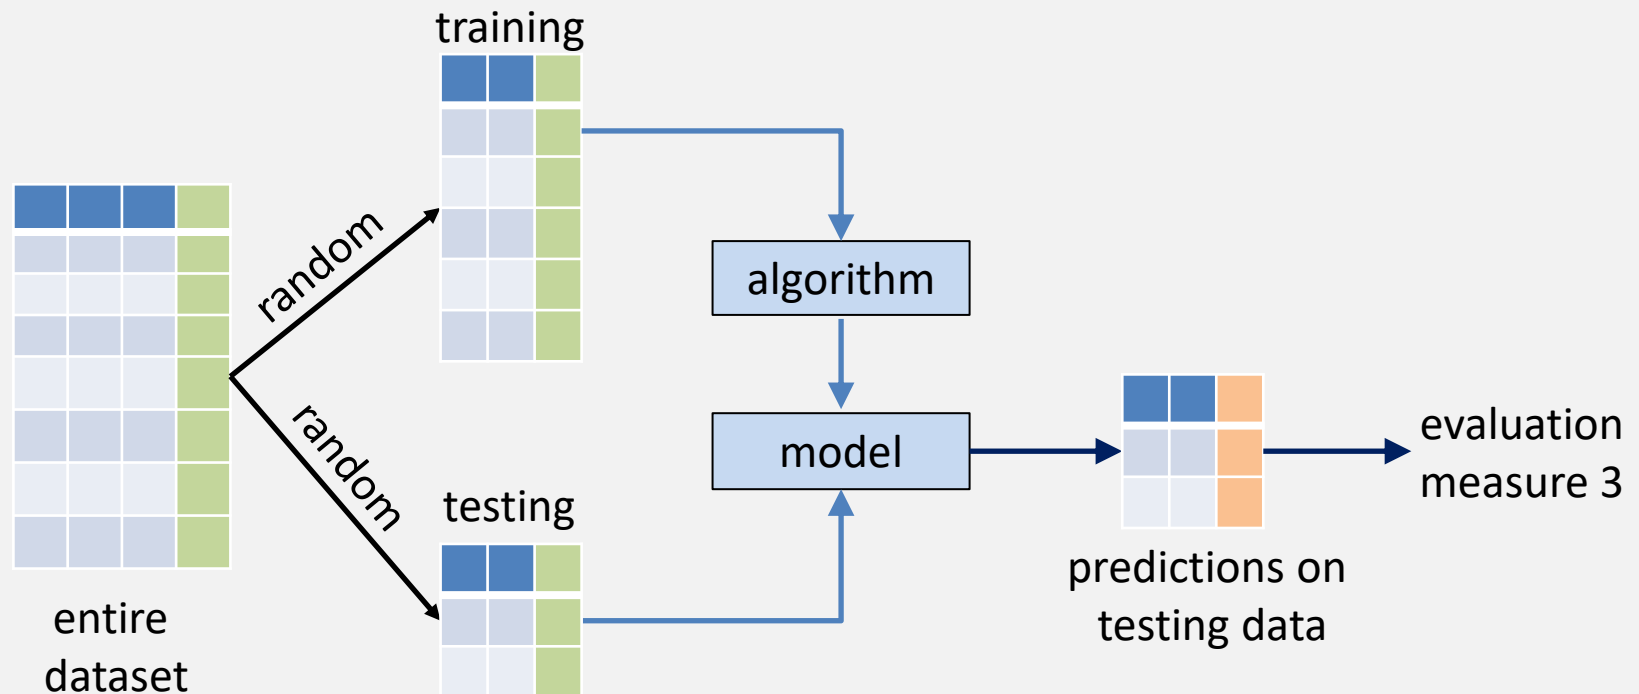 training
random
algorithm
random
model
testing
evaluation
measure 3
predictions on
testing data
entire
dataset